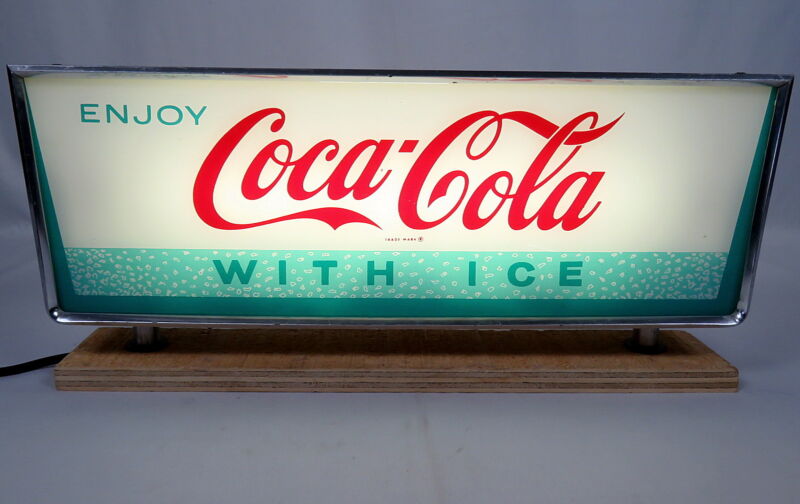 ENJOY
Coca-Cola
TRADE MARK ®
WITH ICE